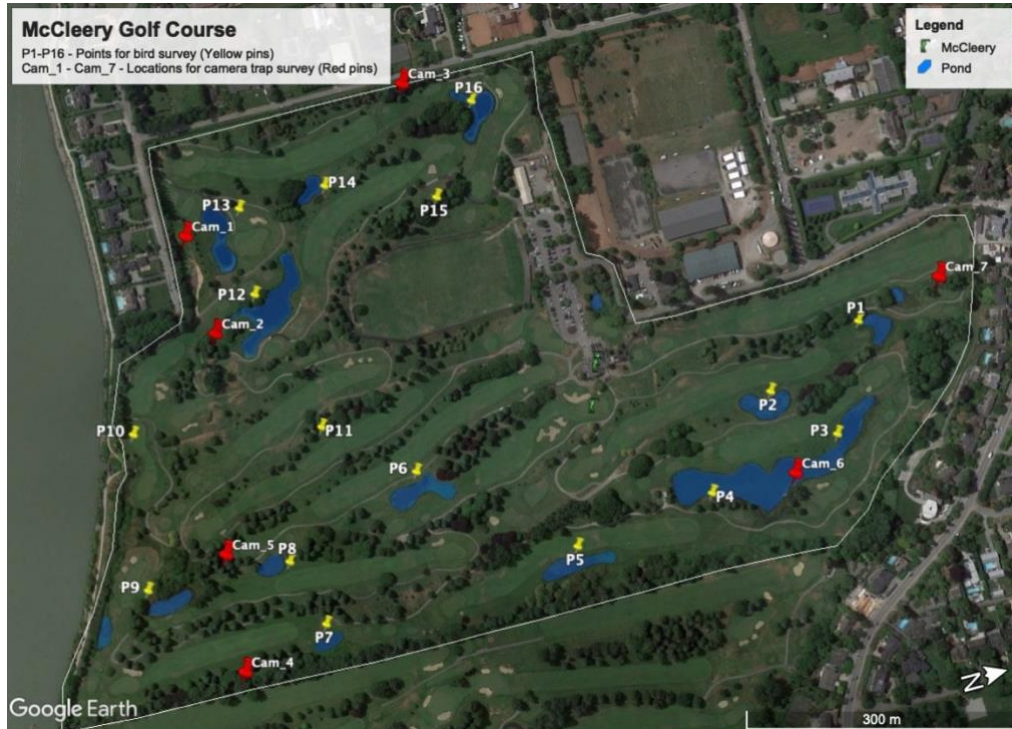 McCleery Golf Course
P1-P16 - Points for bird survey (Yellow pins)
Cam_1 - Cam_7 - Locations for camera trap survey (Red pins)
Legend
McCleery
Pond
Cam_3
P16
P14
P13
P15
Cam_1
Cam_7
P12
Cam_2
P1
P2
P10
P11
P3
P6
Cam_6
P4
Cam_5
P8
P5
P9
P7
Cam_4
N
Google Earth
300 m